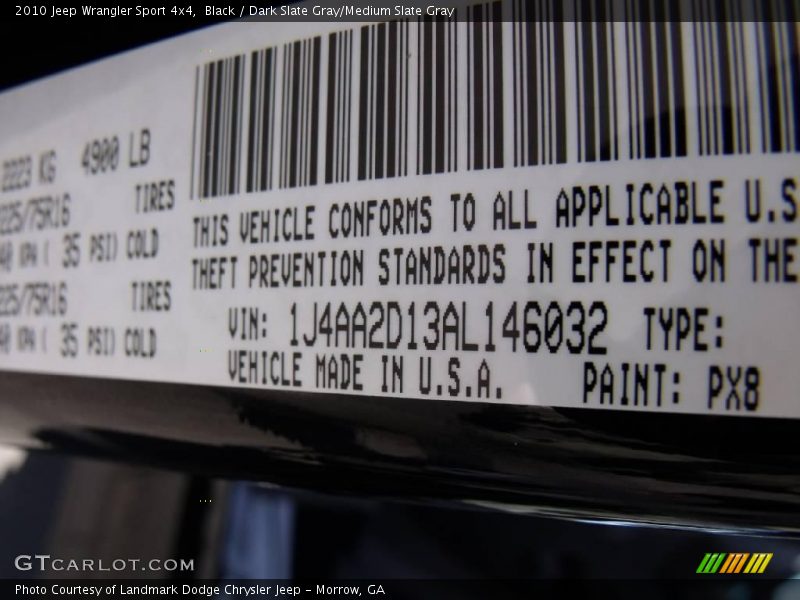 2010 Jeep Wrangler Sport 4x4,  Black / Dark Slate Gray/Medium Slate Gray
2223 KG 4900 LB
225/75R16 TIRES
KPA ( 35 PSI) COLD
225/75R16 TIRES
KPA ( 35 PSI) COLD
THIS VEHICLE CONFORMS TO ALL APPLICABLE U.S
THEFT PREVENTION STANDARDS IN EFFECT ON THE
VIN: 1J4AA2D13AL146032 TYPE:
VEHICLE MADE IN U.S.A. PAINT: PX8
GTCARLOT.COM
Photo Courtesy of Landmark Dodge Chrysler Jeep – Morrow, GA